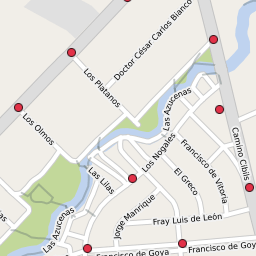 Doctor César Carlos Bianco
Los Platanos
Los Olmos
Las Azucenas
Los Nogales
Camino Cibils
Francisco de Vitoria
El Greco
Las Lilas
Jorge Manrique
Fray Luis de León
Las Azucenas
Francisco de Goya
Francisco de Goy